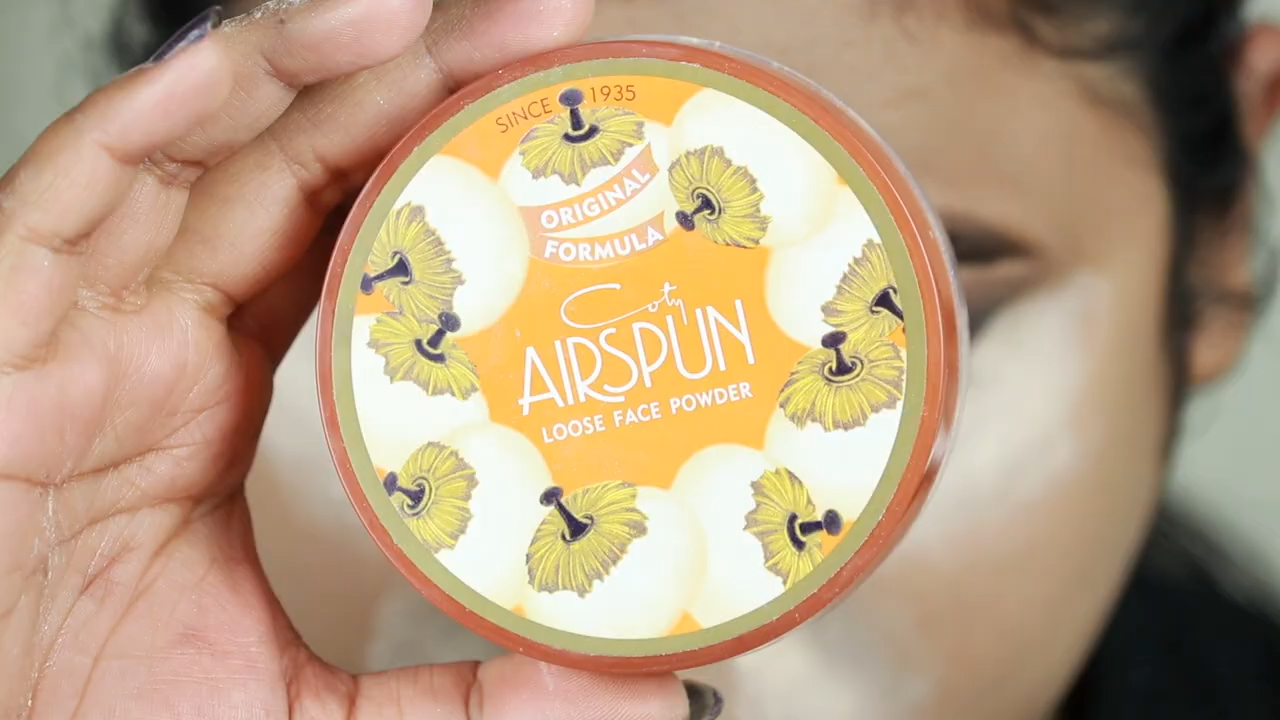 SINCE 1935
ORIGINAL
FORMULA
Coty
AIRSPUN
LOOSE FACE POWDER